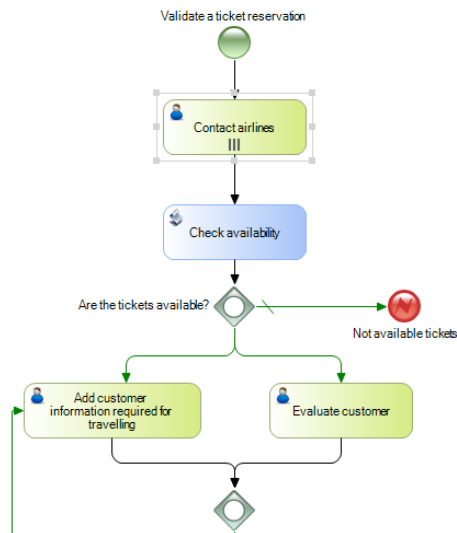 Validate a ticket reservation
Contact airlines
Check availability
Are the tickets available?
Not available tickets
Add customer
information required for
travelling
Evaluate customer